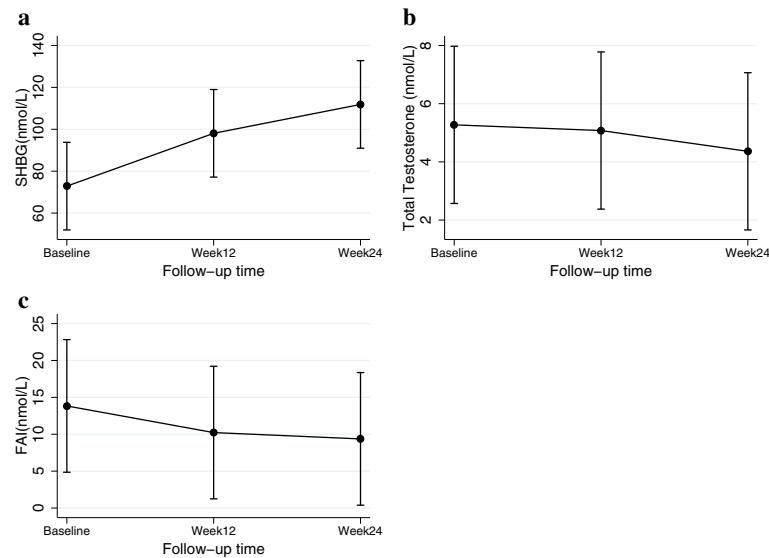 a
SHBG(nmol/L)
140
120
100
80
60
Baseline Week12 Week24
Follow-up time
b
Total Testosterone (nmol/L)
8
6
4
2
Baseline Week12 Week24
Follow-up time
c
FAI(nmol/L)
25
20
15
10
5
0
Baseline Week12 Week24
Follow-up time